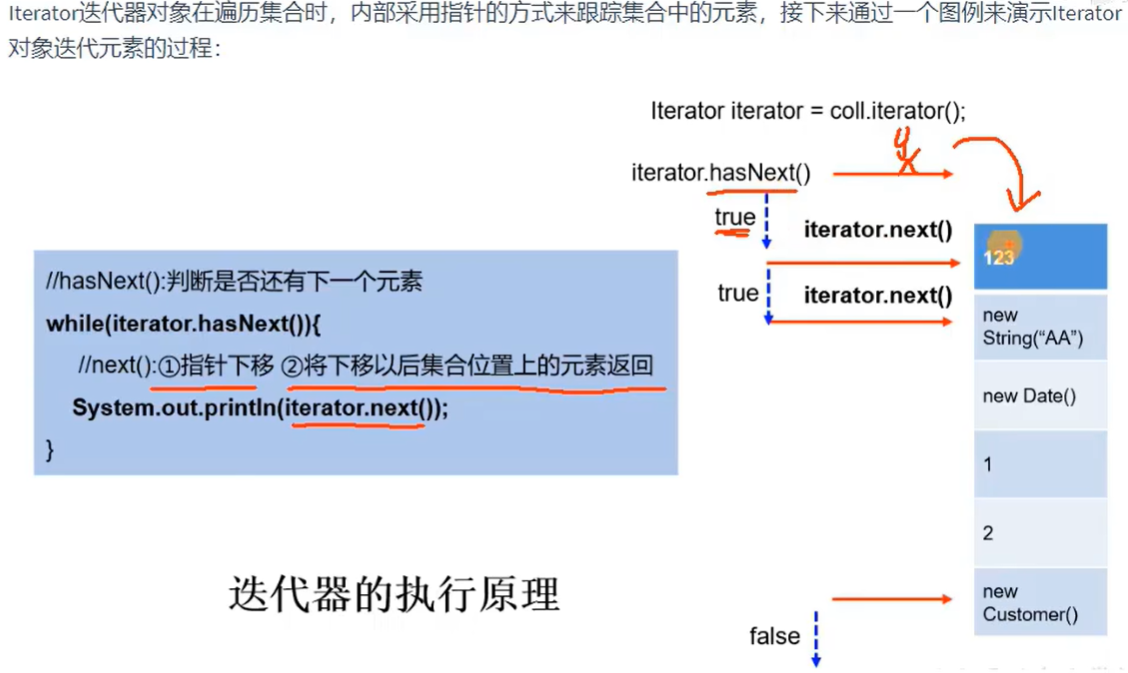 Iterator迭代器对象在遍历集合时，内部采用指针的方式来跟踪集合中的元素，接下来通过一个图例来演示Iterator
对象迭代元素的过程：
Iterator iterator = coll.iterator();
iterator.hasNext()
true
iterator.next()
123
true
iterator.next()
new
String(“AA”)
new Date()
1
2
new
Customer()
false
//hasNext():判断是否还有下一个元素
while(iterator.hasNext()){
//next():①指针下移 ②将下移以后集合位置上的元素返回
System.out.println(iterator.next());
}
迭代器的执行原理